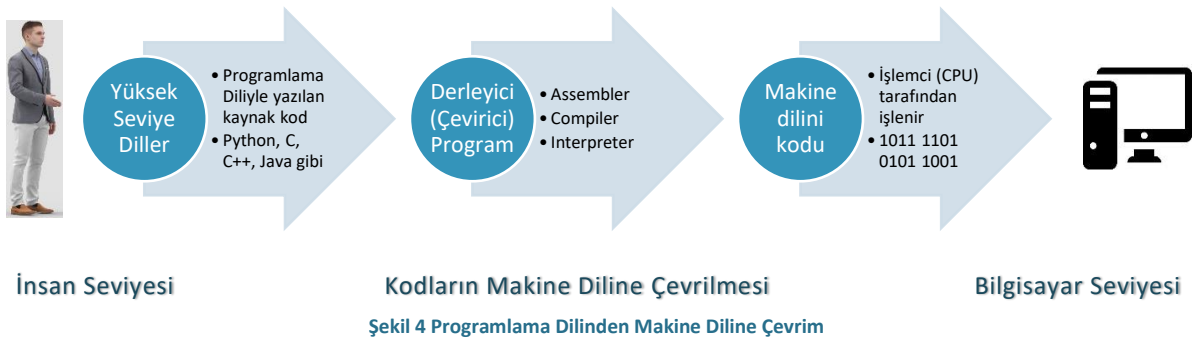 Yüksek
Seviye
Diller
• Programlama
Diliyle yazılan
kaynak kod
• Python, C,
C++, Java gibi
Derleyici
(Çevirici)
Program
• Assembler
• Compiler
• Interpreter
Makine
dilini
kodu
• İşlemci (CPU)
tarafından
işlenir
• 1011 1101
0101 1001
İnsan Seviyesi
Kodların Makine Diline Çevrilmesi
Bilgisayar Seviyesi
Şekil 4 Programlama Dilinden Makine Diline Çevrim